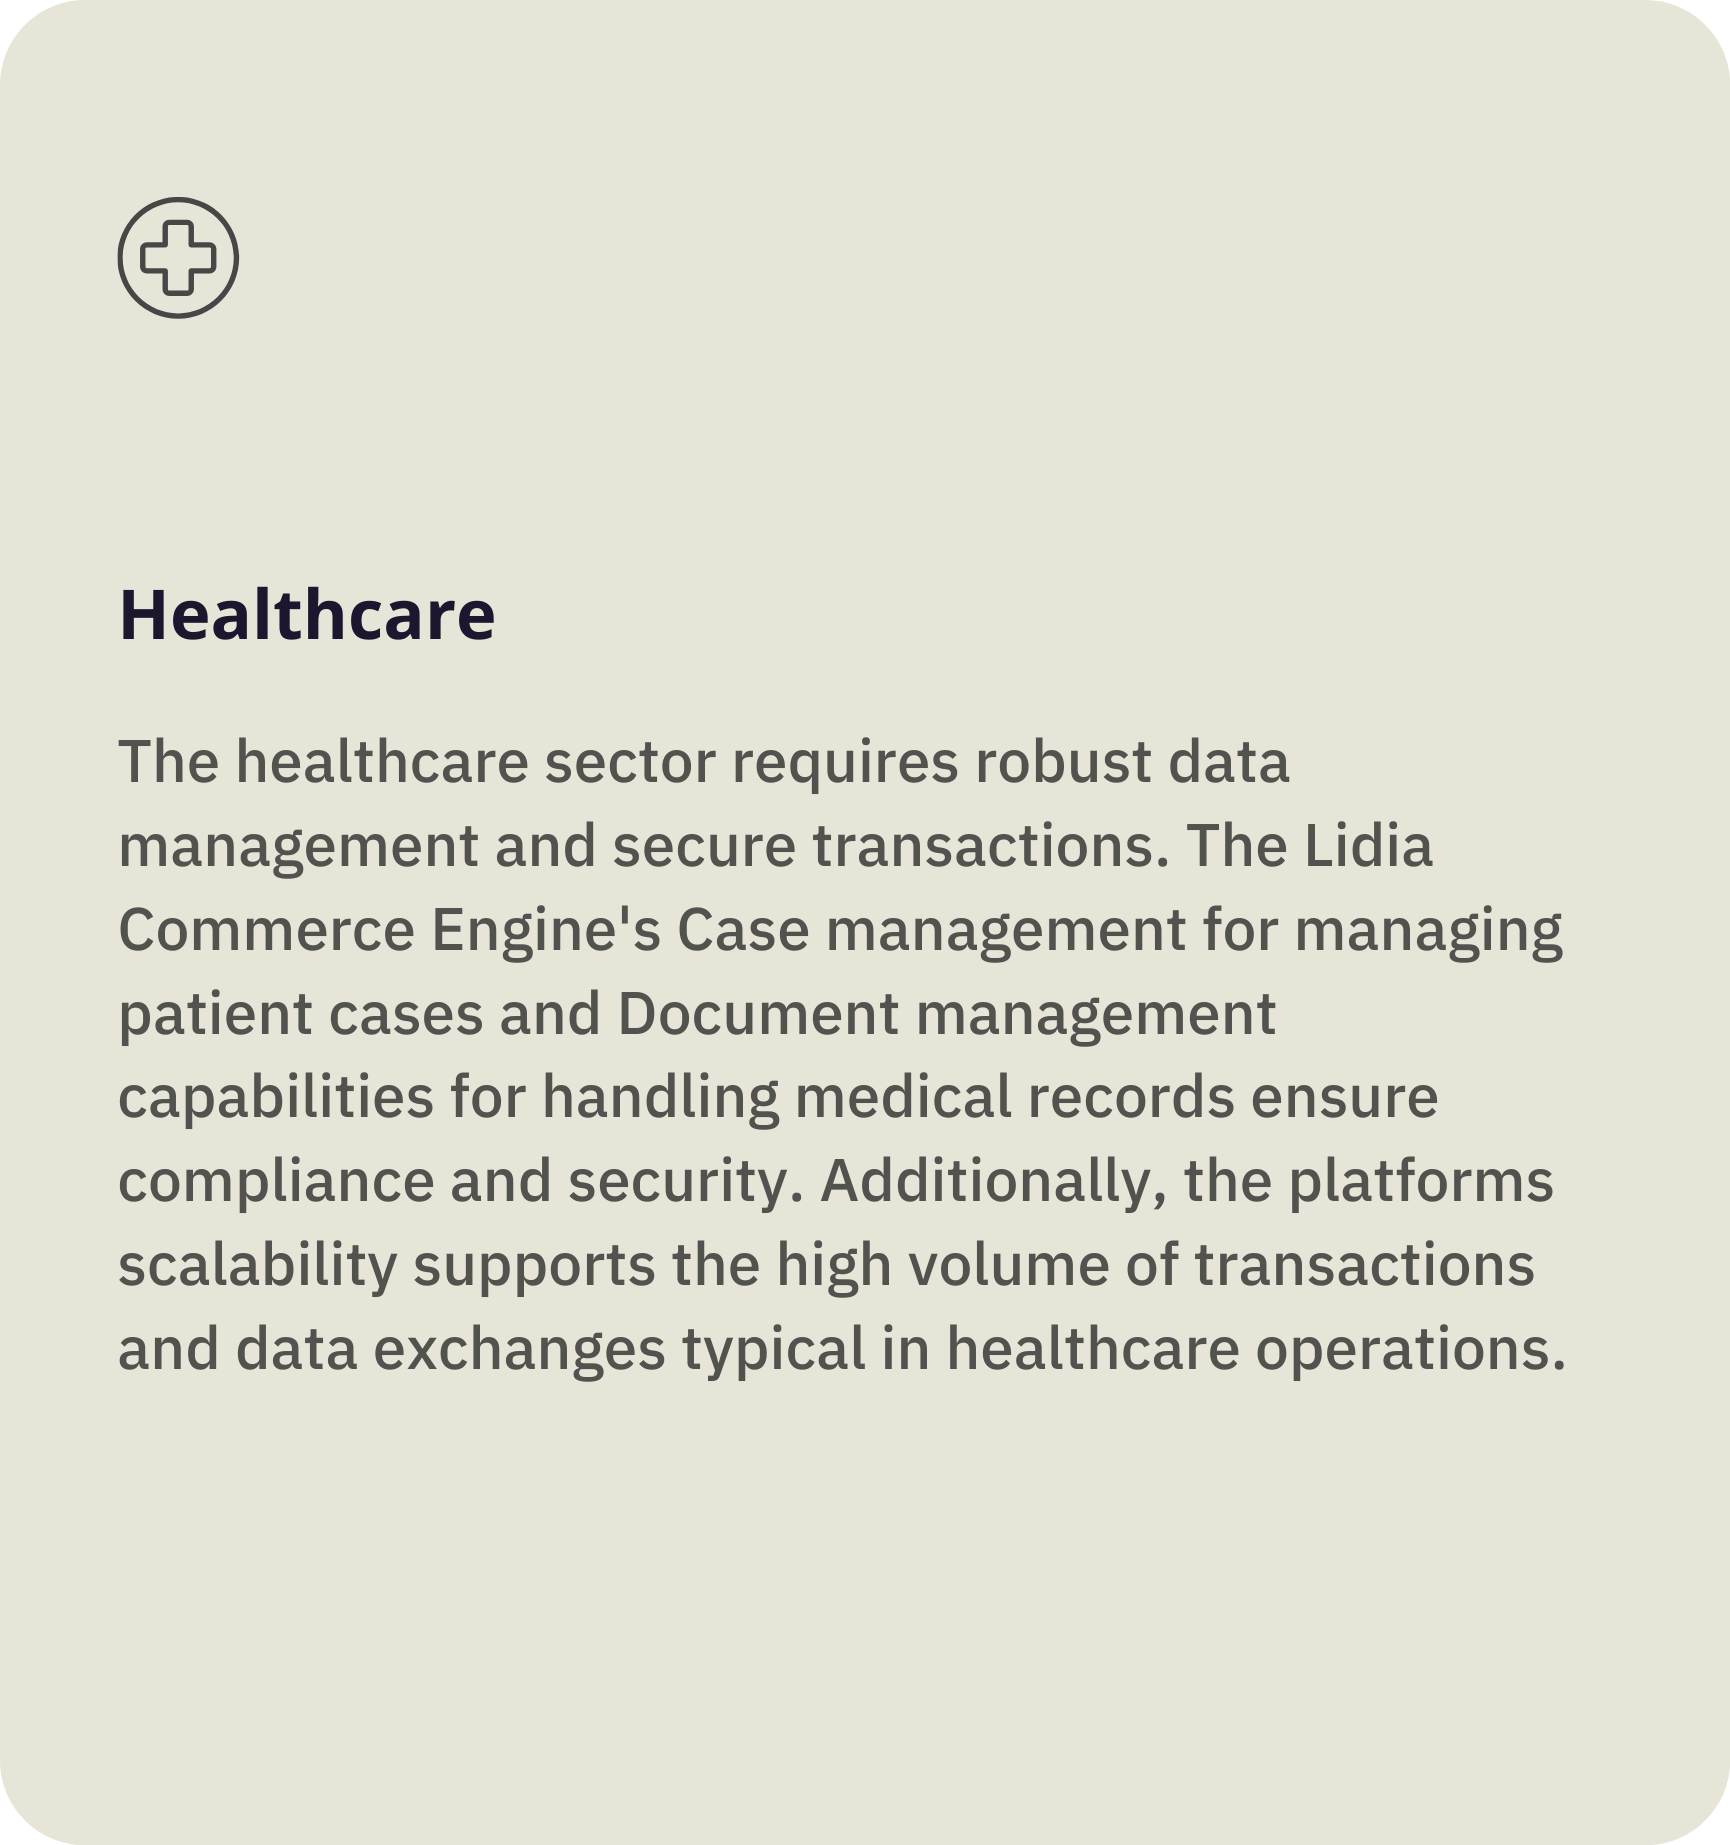 Healthcare
The healthcare sector requires robust data
management and secure transactions. The Lidia
Commerce Engine's Case management for managing
patient cases and Document management
capabilities for handling medical records ensure
compliance and security. Additionally, the platforms
scalability supports the high volume of transactions
and data exchanges typical in healthcare operations.